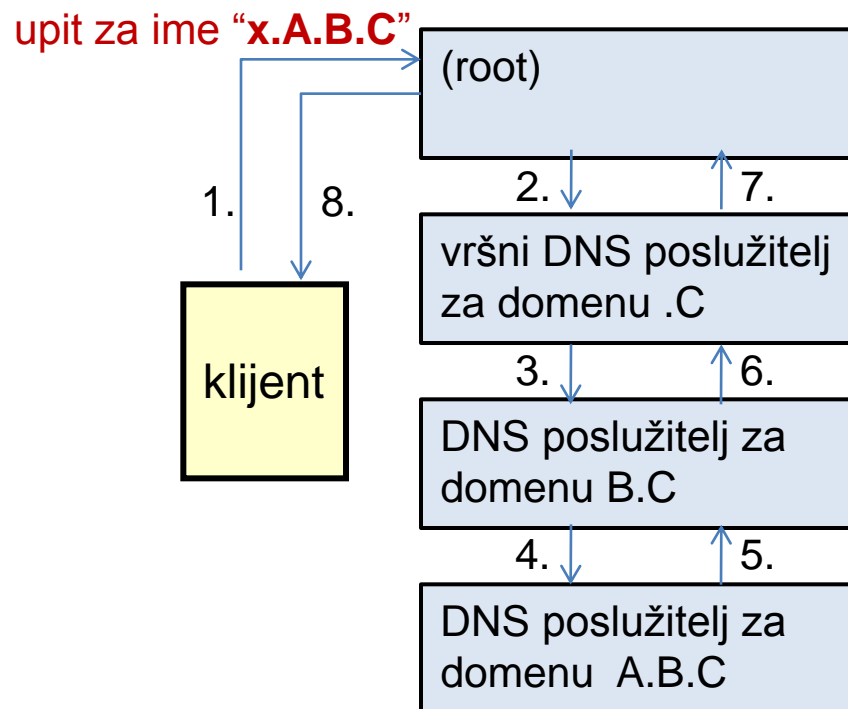 upit za ime “x.A.B.C”
(root)
1.
8.
2.
7.
vršni DNS poslužitelj
za domenu .C
klijent
3.
6.
DNS poslužitelj za
domenu B.C
4.
5.
DNS poslužitelj za
domenu A.B.C